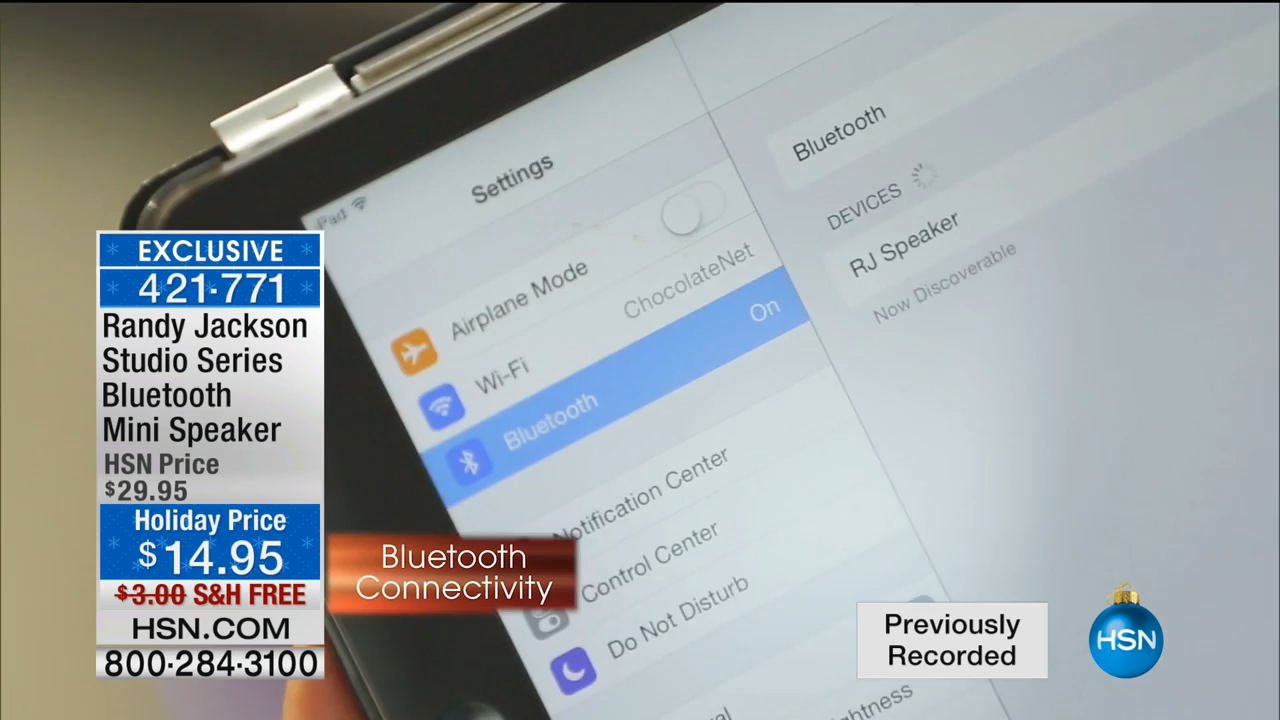 EXCLUSIVE
421-771
Randy Jackson
Studio Series
Bluetooth
Mini Speaker
HSN Price
$29.95
Holiday Price
$14.95
$3.00 S&H FREE
HSN.COM
800-284-3100
Bluetooth
Connectivity
iPad
Settings
Airplane Mode
Wi-Fi ChocolateNet
Bluetooth On
Notification Center
Control Center
Do Not Disturb
Bluetooth
DEVICES
RJ Speaker
Now Discoverable
Previously
Recorded
HSN